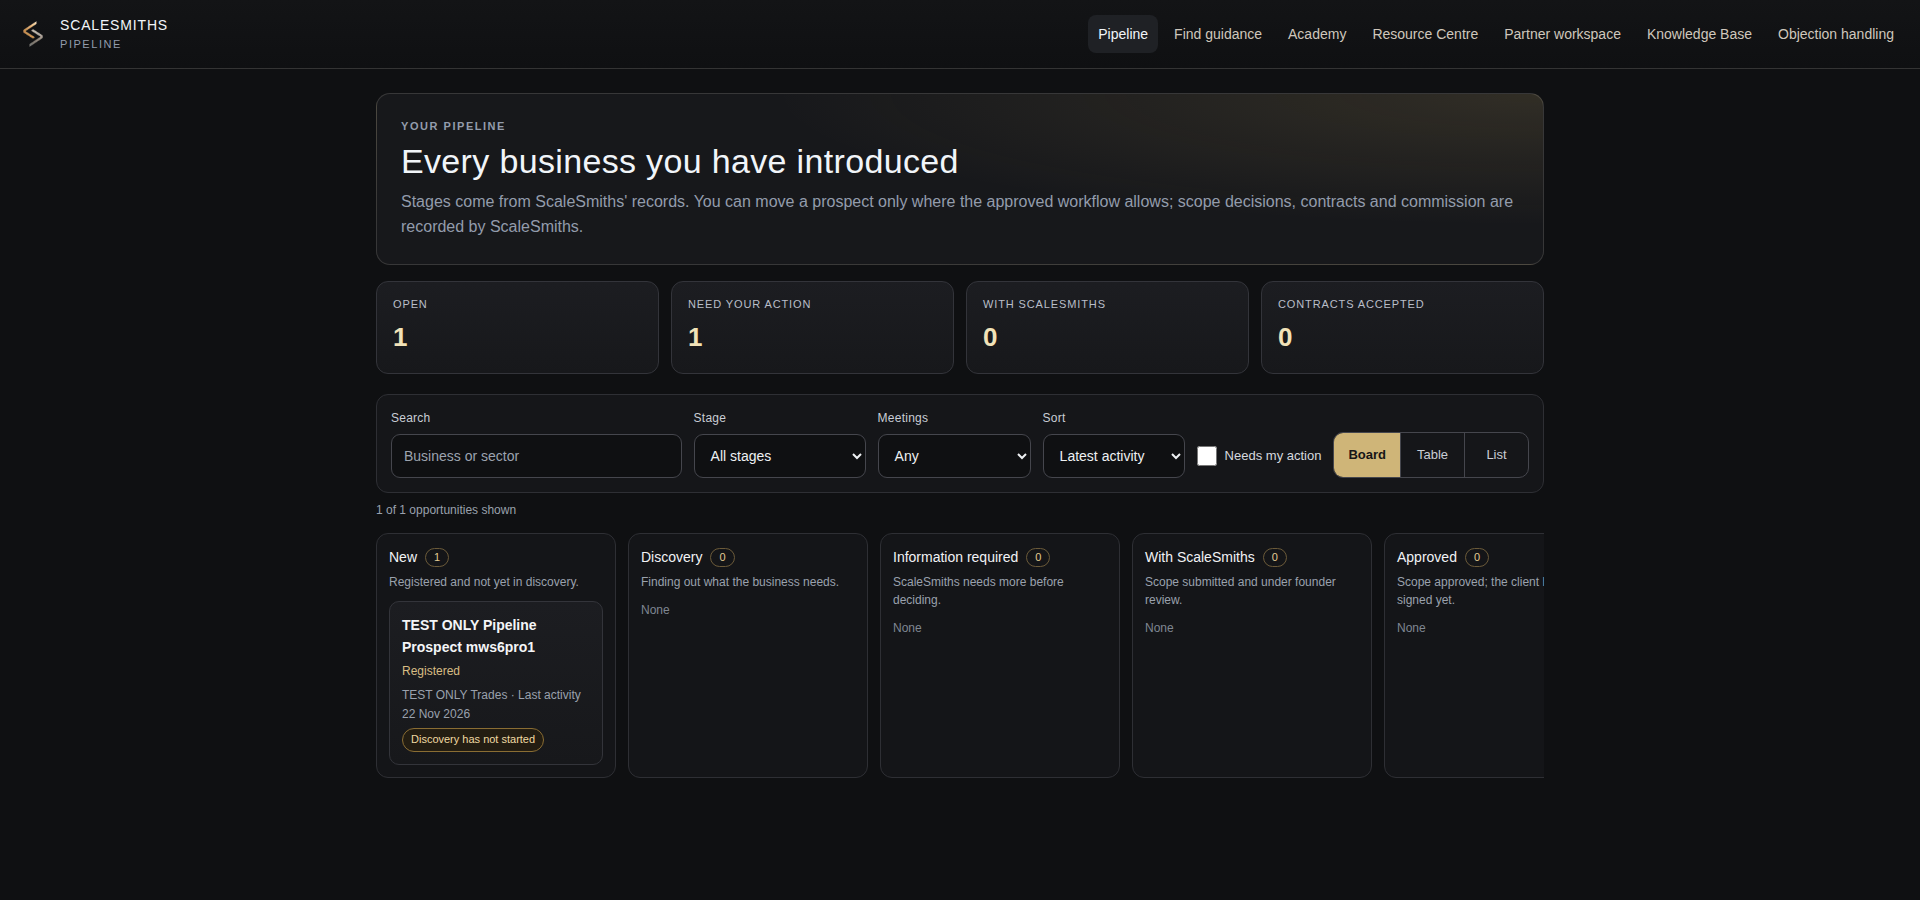 SCALESMITHS
PIPELINE
Pipeline
Find guidance
Academy
Resource Centre
Partner workspace
Knowledge Base
Objection handling
YOUR PIPELINE
Every business you have introduced
Stages come from ScaleSmiths' records. You can move a prospect only where the approved workflow allows; scope decisions, contracts and commission are
recorded by ScaleSmiths.
OPEN
1
NEED YOUR ACTION
1
WITH SCALESMITHS
0
CONTRACTS ACCEPTED
0
Search
Business or sector
Stage
All stages
Meetings
Any
Sort
Latest activity
Needs my action
Board
Table
List
1 of 1 opportunities shown
New 1
Registered and not yet in discovery.
TEST ONLY Pipeline
Prospect mws6pro1
Registered
TEST ONLY Trades · Last activity
22 Nov 2026
Discovery has not started
Discovery 0
Finding out what the business needs.
None
Information required 0
ScaleSmiths needs more before
deciding.
None
With ScaleSmiths 0
Scope submitted and under founder
review.
None
Approved 0
Scope approved; the client
signed yet.
None